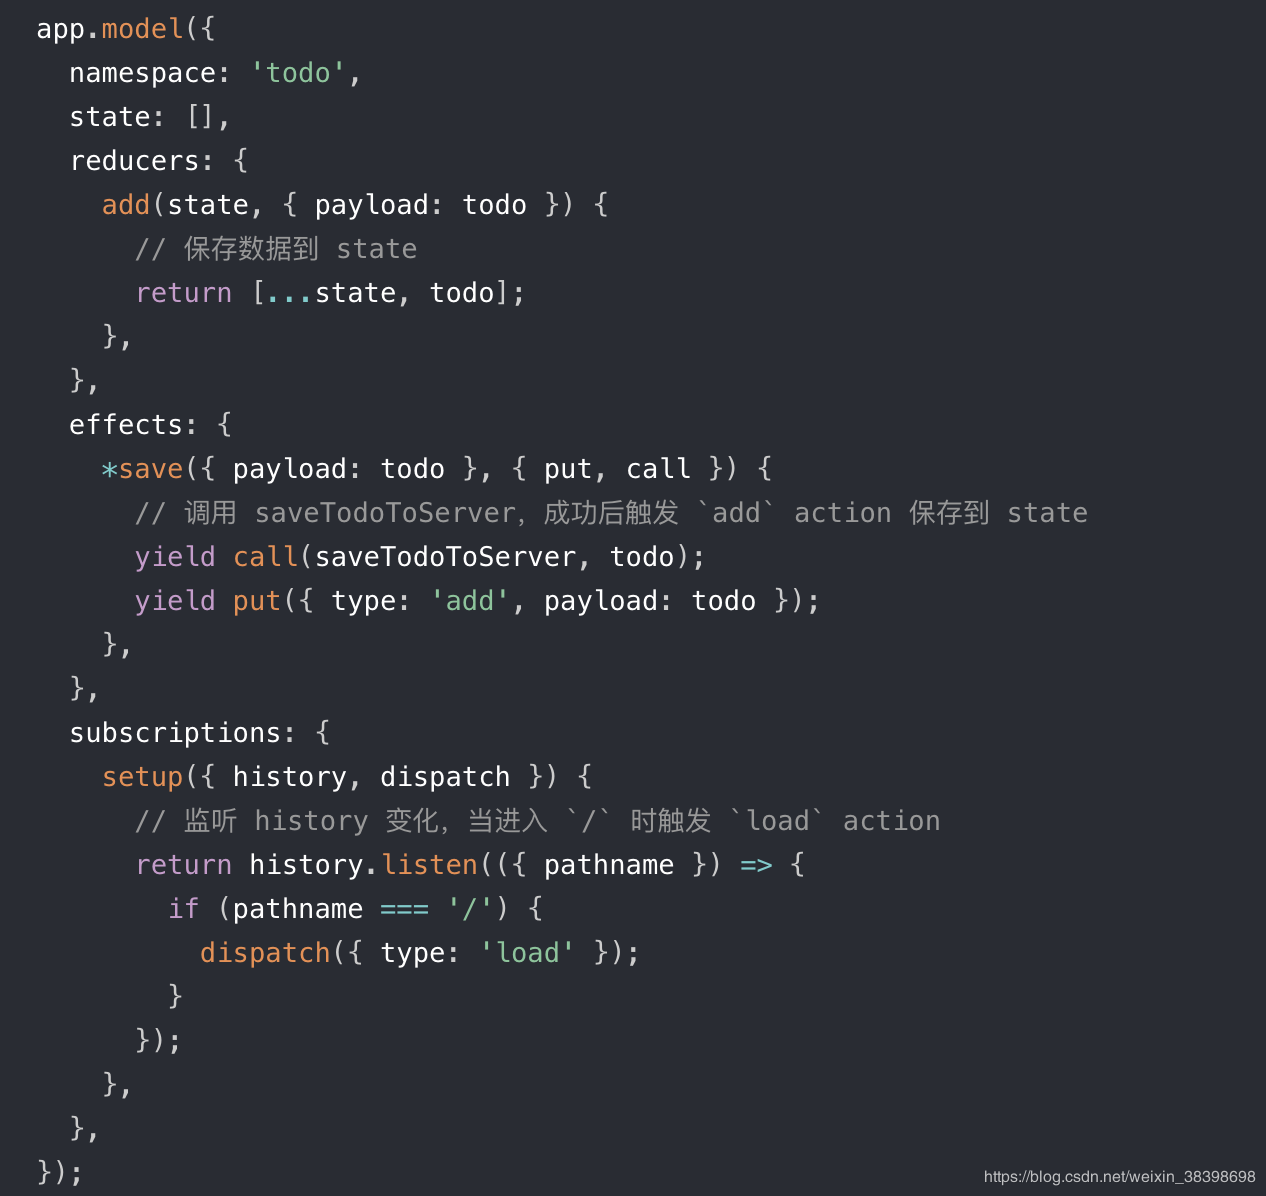 app.model({
  namespace: 'todo',
  state: [],
  reducers: {
    add(state, { payload: todo }) {
      // 保存数据到 state
      return [...state, todo];
    },
  },
  effects: {
    *save({ payload: todo }, { put, call }) {
      // 调用 saveTodoToServer，成功后触发 `add` action 保存到 state
      yield call(saveTodoToServer, todo);
      yield put({ type: 'add', payload: todo });
    },
  },
  subscriptions: {
    setup({ history, dispatch }) {
      // 监听 history 变化，当进入 `/` 时触发 `load` action
      return history.listen(({ pathname }) => {
        if (pathname === '/') {
          dispatch({ type: 'load' });
        }
      });
    },
  },
});
https://blog.csdn.net/weixin_38398698